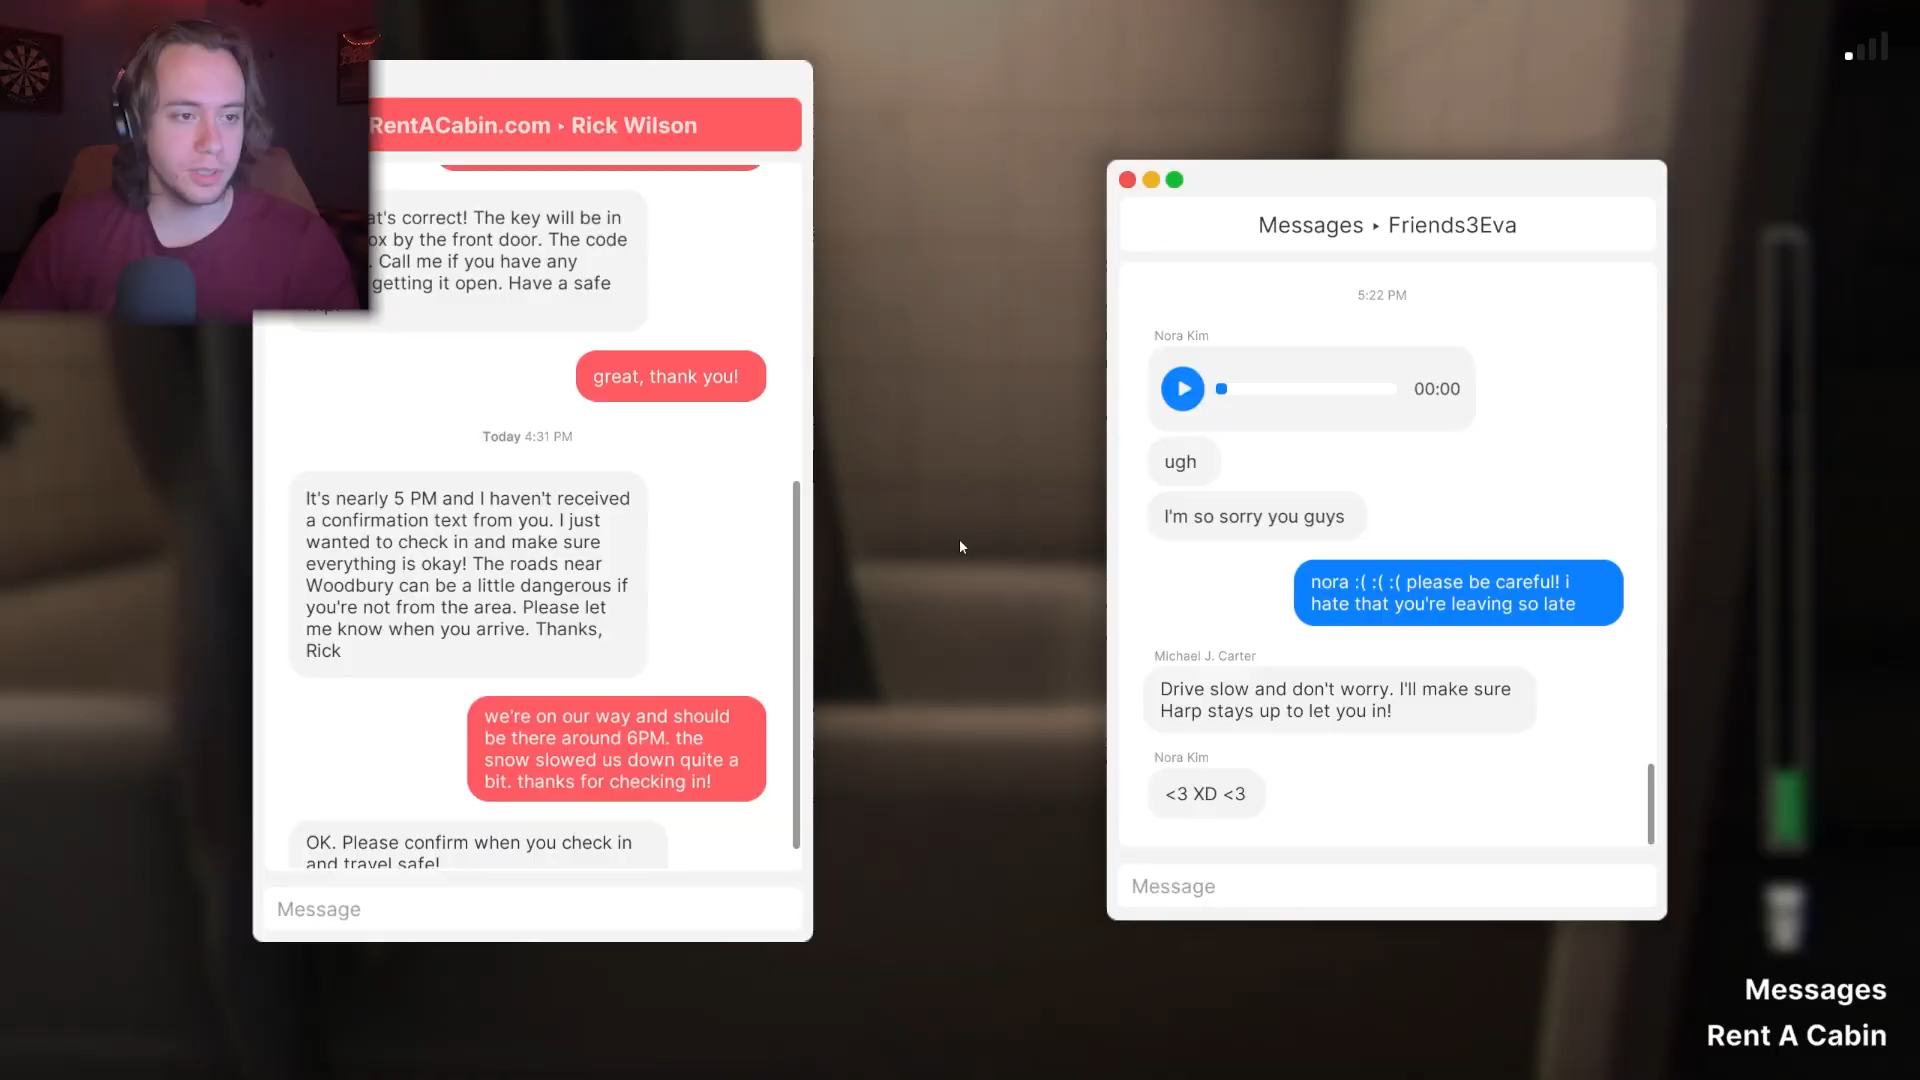 RentACabin.com ▸ Rick Wilson
at's correct! The key will be in
ox by the front door. The code
. Call me if you have any
getting it open. Have a safe
great, thank you!
Today 4:31 PM
It's nearly 5 PM and I haven't received
a confirmation text from you. I just
wanted to check in and make sure
everything is okay! The roads near
Woodbury can be a little dangerous if
you're not from the area. Please let
me know when you arrive. Thanks,
Rick
we're on our way and should
be there around 6PM. the
snow slowed us down quite a
bit. thanks for checking in!
OK. Please confirm when you check in
and travel safe!
Message
Messages ▸ Friends3Eva
5:22 PM
Nora Kim
00:00
ugh
I'm so sorry you guys
nora :( :( :( please be careful! i
hate that you're leaving so late
Michael J. Carter
Drive slow and don't worry. I'll make sure
Harp stays up to let you in!
Nora Kim
<3 XD <3
Message
Messages
Rent A Cabin